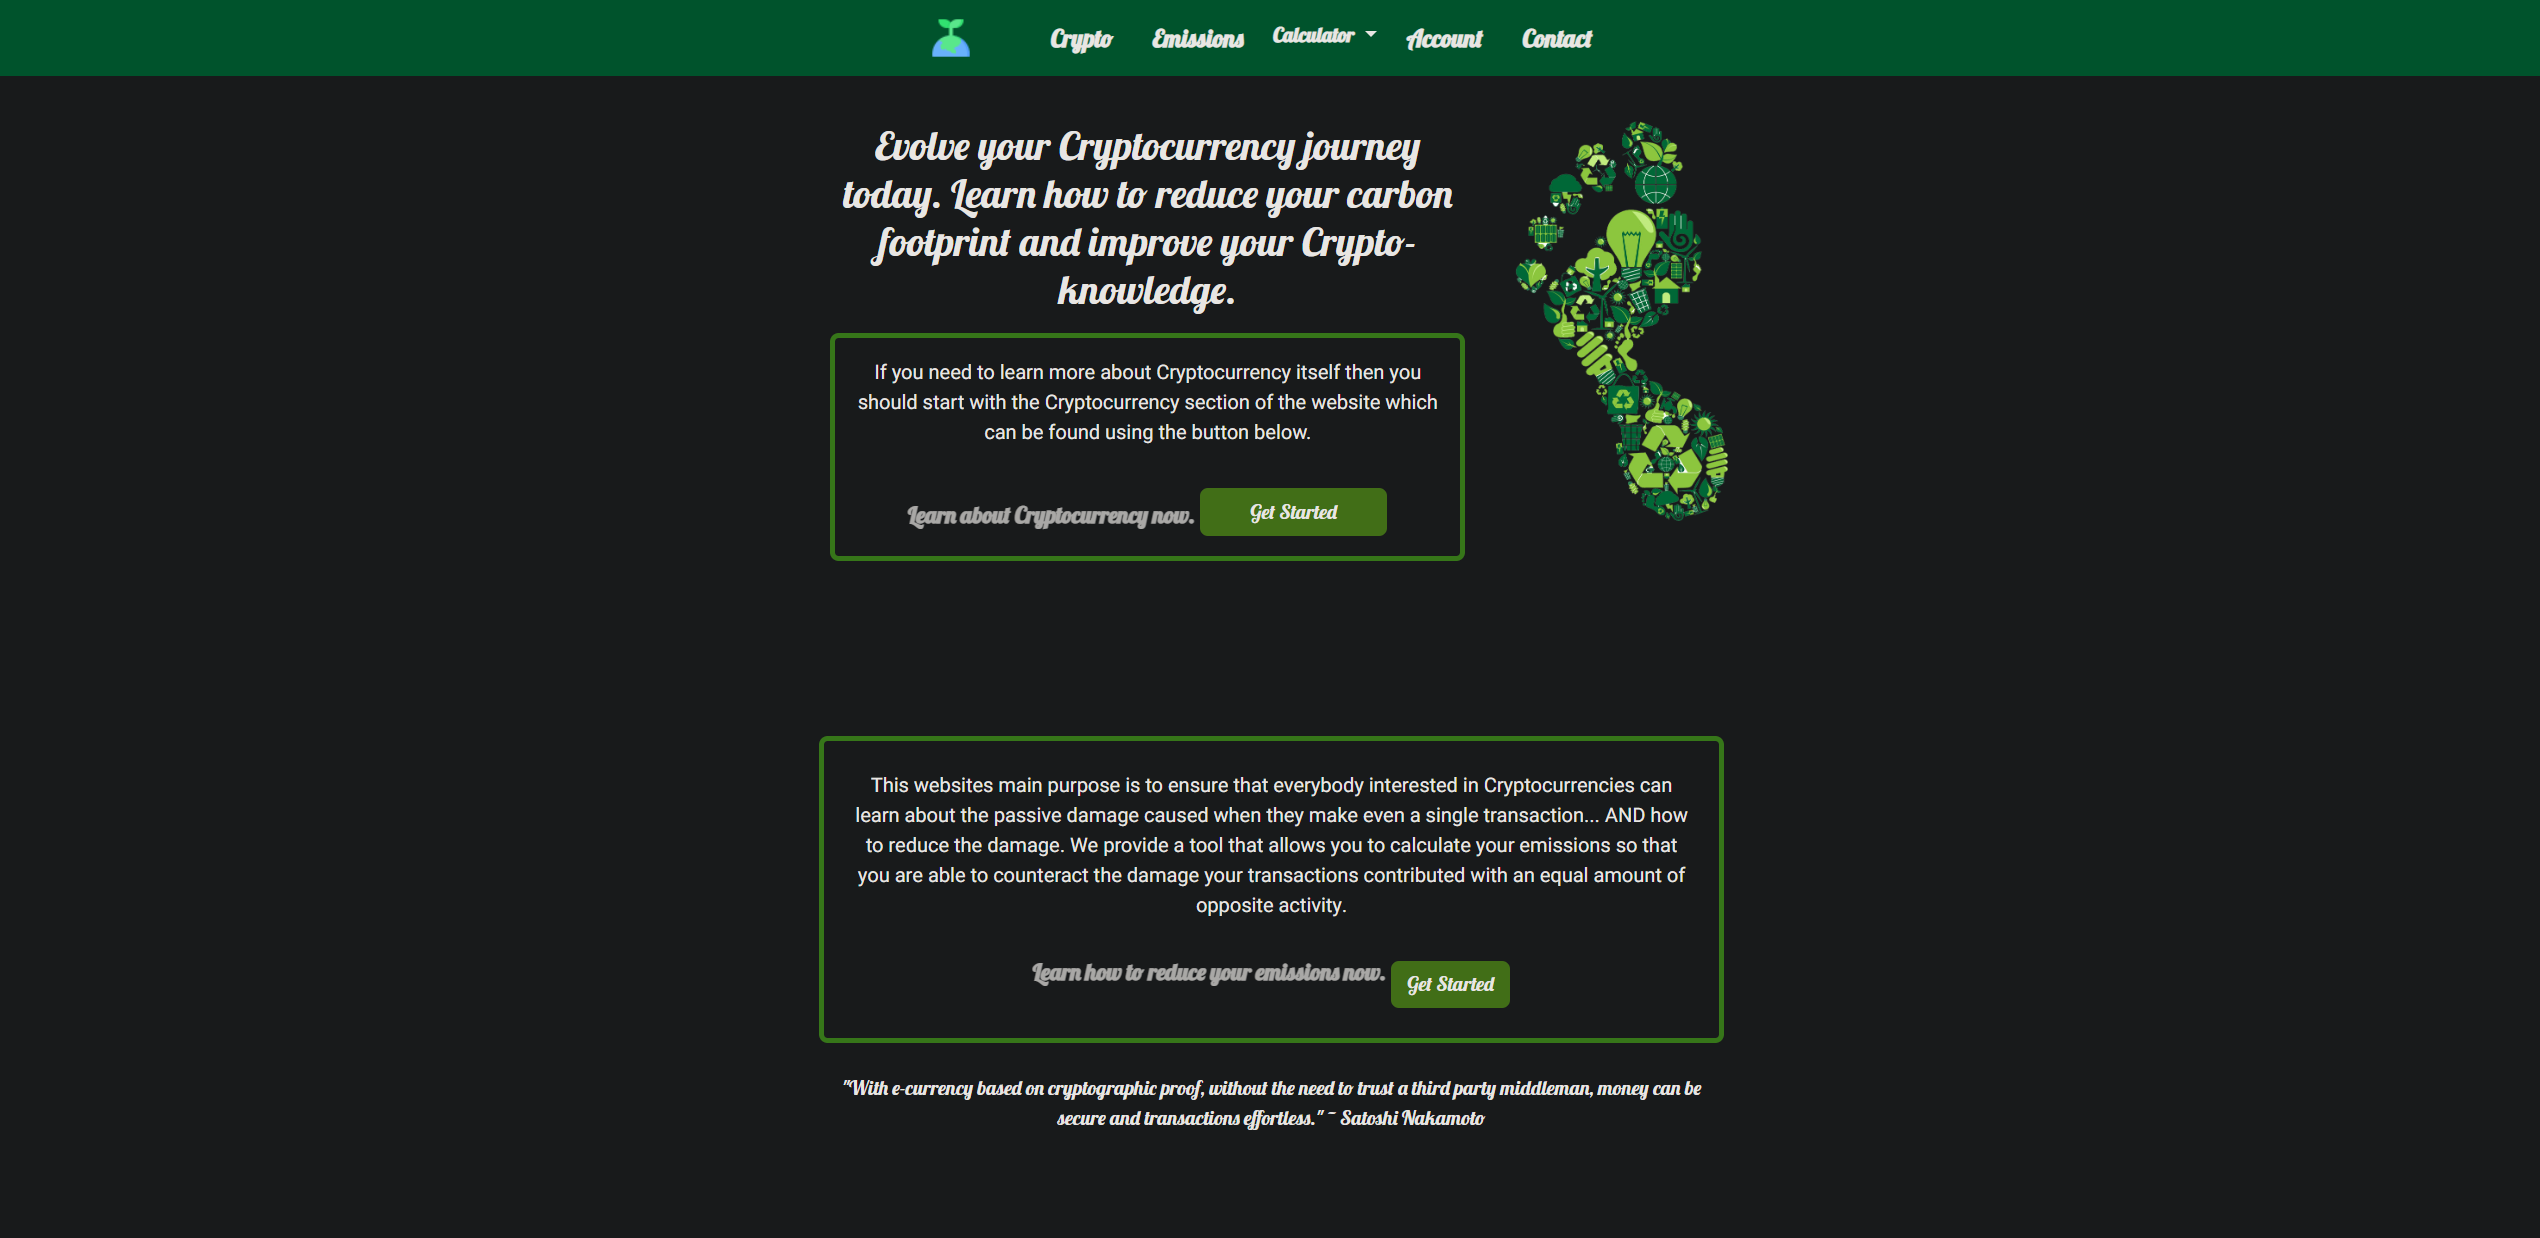 Crypto Emissions Calculator Account Contact
Evolve your Cryptocurrency journey
today. Learn how to reduce your carbon
footprint and improve your Crypto-
knowledge.
If you need to learn more about Cryptocurrency itself then you
should start with the Cryptocurrency section of the website which
can be found using the button below.
Learn about Cryptocurrency now. Get Started
This websites main purpose is to ensure that everybody interested in Cryptocurrencies can
learn about the passive damage caused when they make even a single transaction... AND how
to reduce the damage. We provide a tool that allows you to calculate your emissions so that
you are able to counteract the damage your transactions contributed with an equal amount of
opposite activity.
Learn how to reduce your emissions now. Get Started
"With e-currency based on cryptographic proof, without the need to trust a third party middleman, money can be
secure and transactions effortless." ~ Satoshi Nakamoto